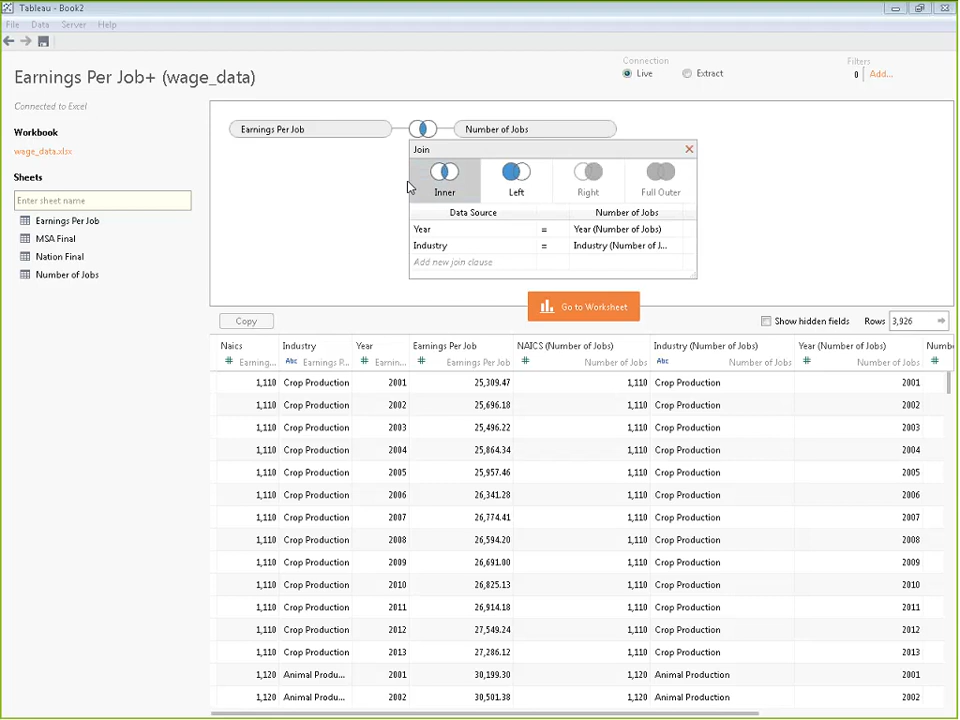 Tableau - Book2
File Data Server Help
Earnings Per Job+ (wage_data)
Connection
Live Extract
Filters
0 Add...
Connected to Excel
Workbook
wage_data.xlsx
Sheets
Enter sheet name
Earnings Per Job
MSA Final
Nation Final
Number of Jobs
Earnings Per Job Number of Jobs
Join
Inner Left Right Full Outer
Data Source Number of Jobs
Year = Year (Number of Jobs)
Industry = Industry (Number of J...
Add new join clause
Go to Worksheet
Copy Show hidden fields Rows 3,926
Naics Industry Year Earnings Per Job NAICS (Number of Jobs) Industry (Number of Jobs) Year (Number of Jobs) Numb
# Earning... Abc Earnings P... # Earnin... # Earnings Per Job # Number of Jobs Abc Number of Jobs # Number of Jobs #
1,110 Crop Production 2001 25,309.47 1,110 Crop Production 2001
1,110 Crop Production 2002 25,696.18 1,110 Crop Production 2002
1,110 Crop Production 2003 25,496.22 1,110 Crop Production 2003
1,110 Crop Production 2004 25,864.34 1,110 Crop Production 2004
1,110 Crop Production 2005 25,957.46 1,110 Crop Production 2005
1,110 Crop Production 2006 26,341.28 1,110 Crop Production 2006
1,110 Crop Production 2007 26,774.41 1,110 Crop Production 2007
1,110 Crop Production 2008 26,594.20 1,110 Crop Production 2008
1,110 Crop Production 2009 26,691.00 1,110 Crop Production 2009
1,110 Crop Production 2010 26,825.13 1,110 Crop Production 2010
1,110 Crop Production 2011 26,914.18 1,110 Crop Production 2011
1,110 Crop Production 2012 27,549.24 1,110 Crop Production 2012
1,110 Crop Production 2013 27,286.12 1,110 Crop Production 2013
1,120 Animal Produ... 2001 30,199.30 1,120 Animal Production 2001
1,120 Animal Produ... 2002 30,501.38 1,120 Animal Production 2002